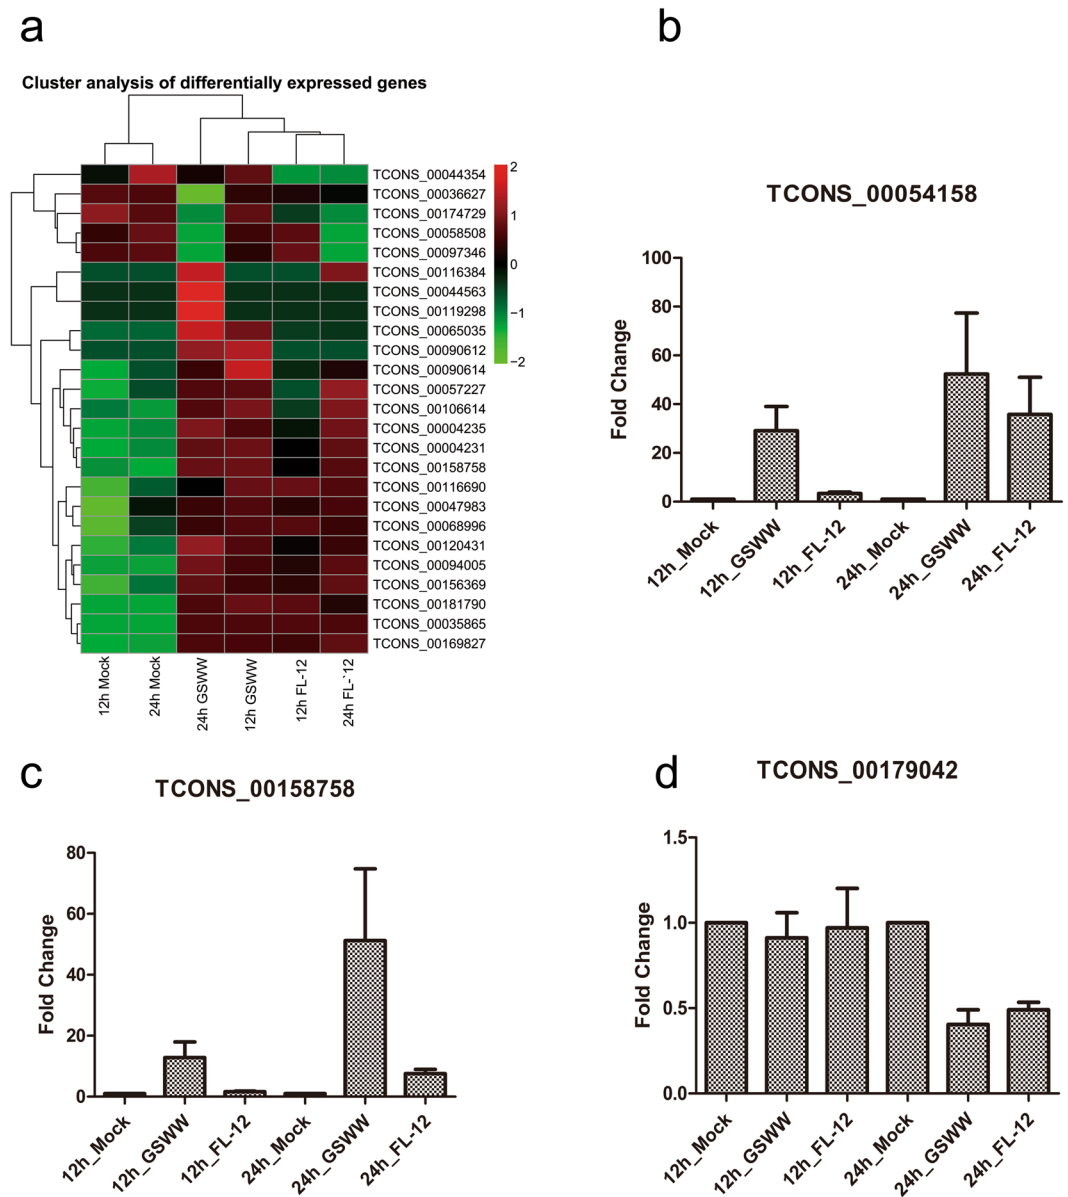 a
Cluster analysis of differentially expressed genes
TCONS_00044354
TCONS_00036627
TCONS_00174729
TCONS_00058508
TCONS_00097346
TCONS_00116384
TCONS_00044563
TCONS_00119298
TCONS_00065035
TCONS_00090612
TCONS_00090614
TCONS_00057227
TCONS_00106614
TCONS_00004235
TCONS_00004231
TCONS_00158758
TCONS_00116690
TCONS_00047983
TCONS_00068996
TCONS_00120431
TCONS_00094005
TCONS_00156369
TCONS_00181790
TCONS_00035865
TCONS_00169827
2
1
0
−1
−2
12h Mock
24h Mock
24h GSWW
12h GSWW
12h FL-12
24h FL-`12
b
TCONS_00054158
Fold Change
100
80
60
40
20
0
12h_Mock
12h_GSWW
12h_FL-12
24h_Mock
24h_GSWW
24h_FL-12
c
TCONS_00158758
Fold Change
80
60
40
20
0
12h_Mock
12h_GSWW
12h_FL-12
24h_Mock
24h_GSWW
24h_FL-12
d
TCONS_00179042
Fold Change
1.5
1.0
0.5
0.0
12h_Mock
12h_GSWW
12h_FL-12
24h_Mock
24h_GSWW
24h_FL-12